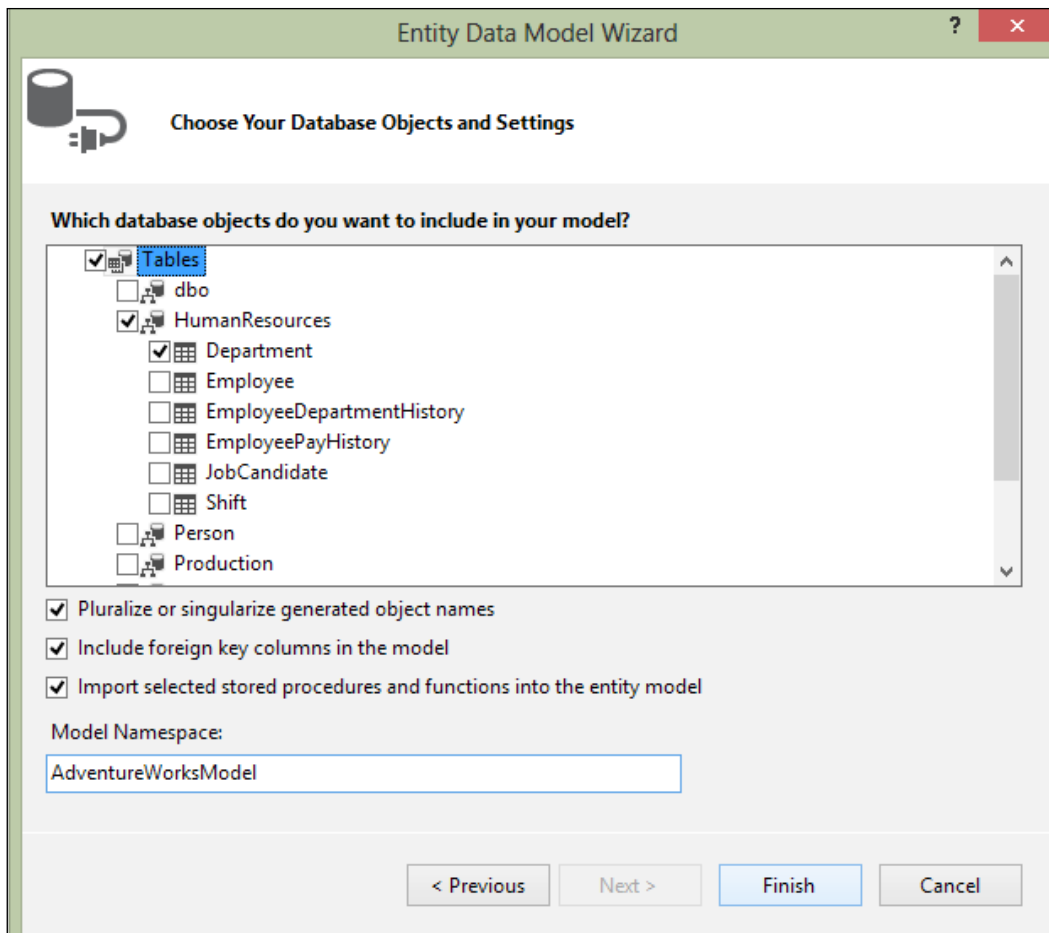 Entity Data Model Wizard
?
Choose Your Database Objects and Settings
Which database objects do you want to include in your model?
Tables
dbo
HumanResources
Department
Employee
EmployeeDepartmentHistory
EmployeePayHistory
JobCandidate
Shift
Person
Production
Pluralize or singularize generated object names
Include foreign key columns in the model
Import selected stored procedures and functions into the entity model
Model Namespace:
AdventureWorksModel
< Previous Next > Finish Cancel